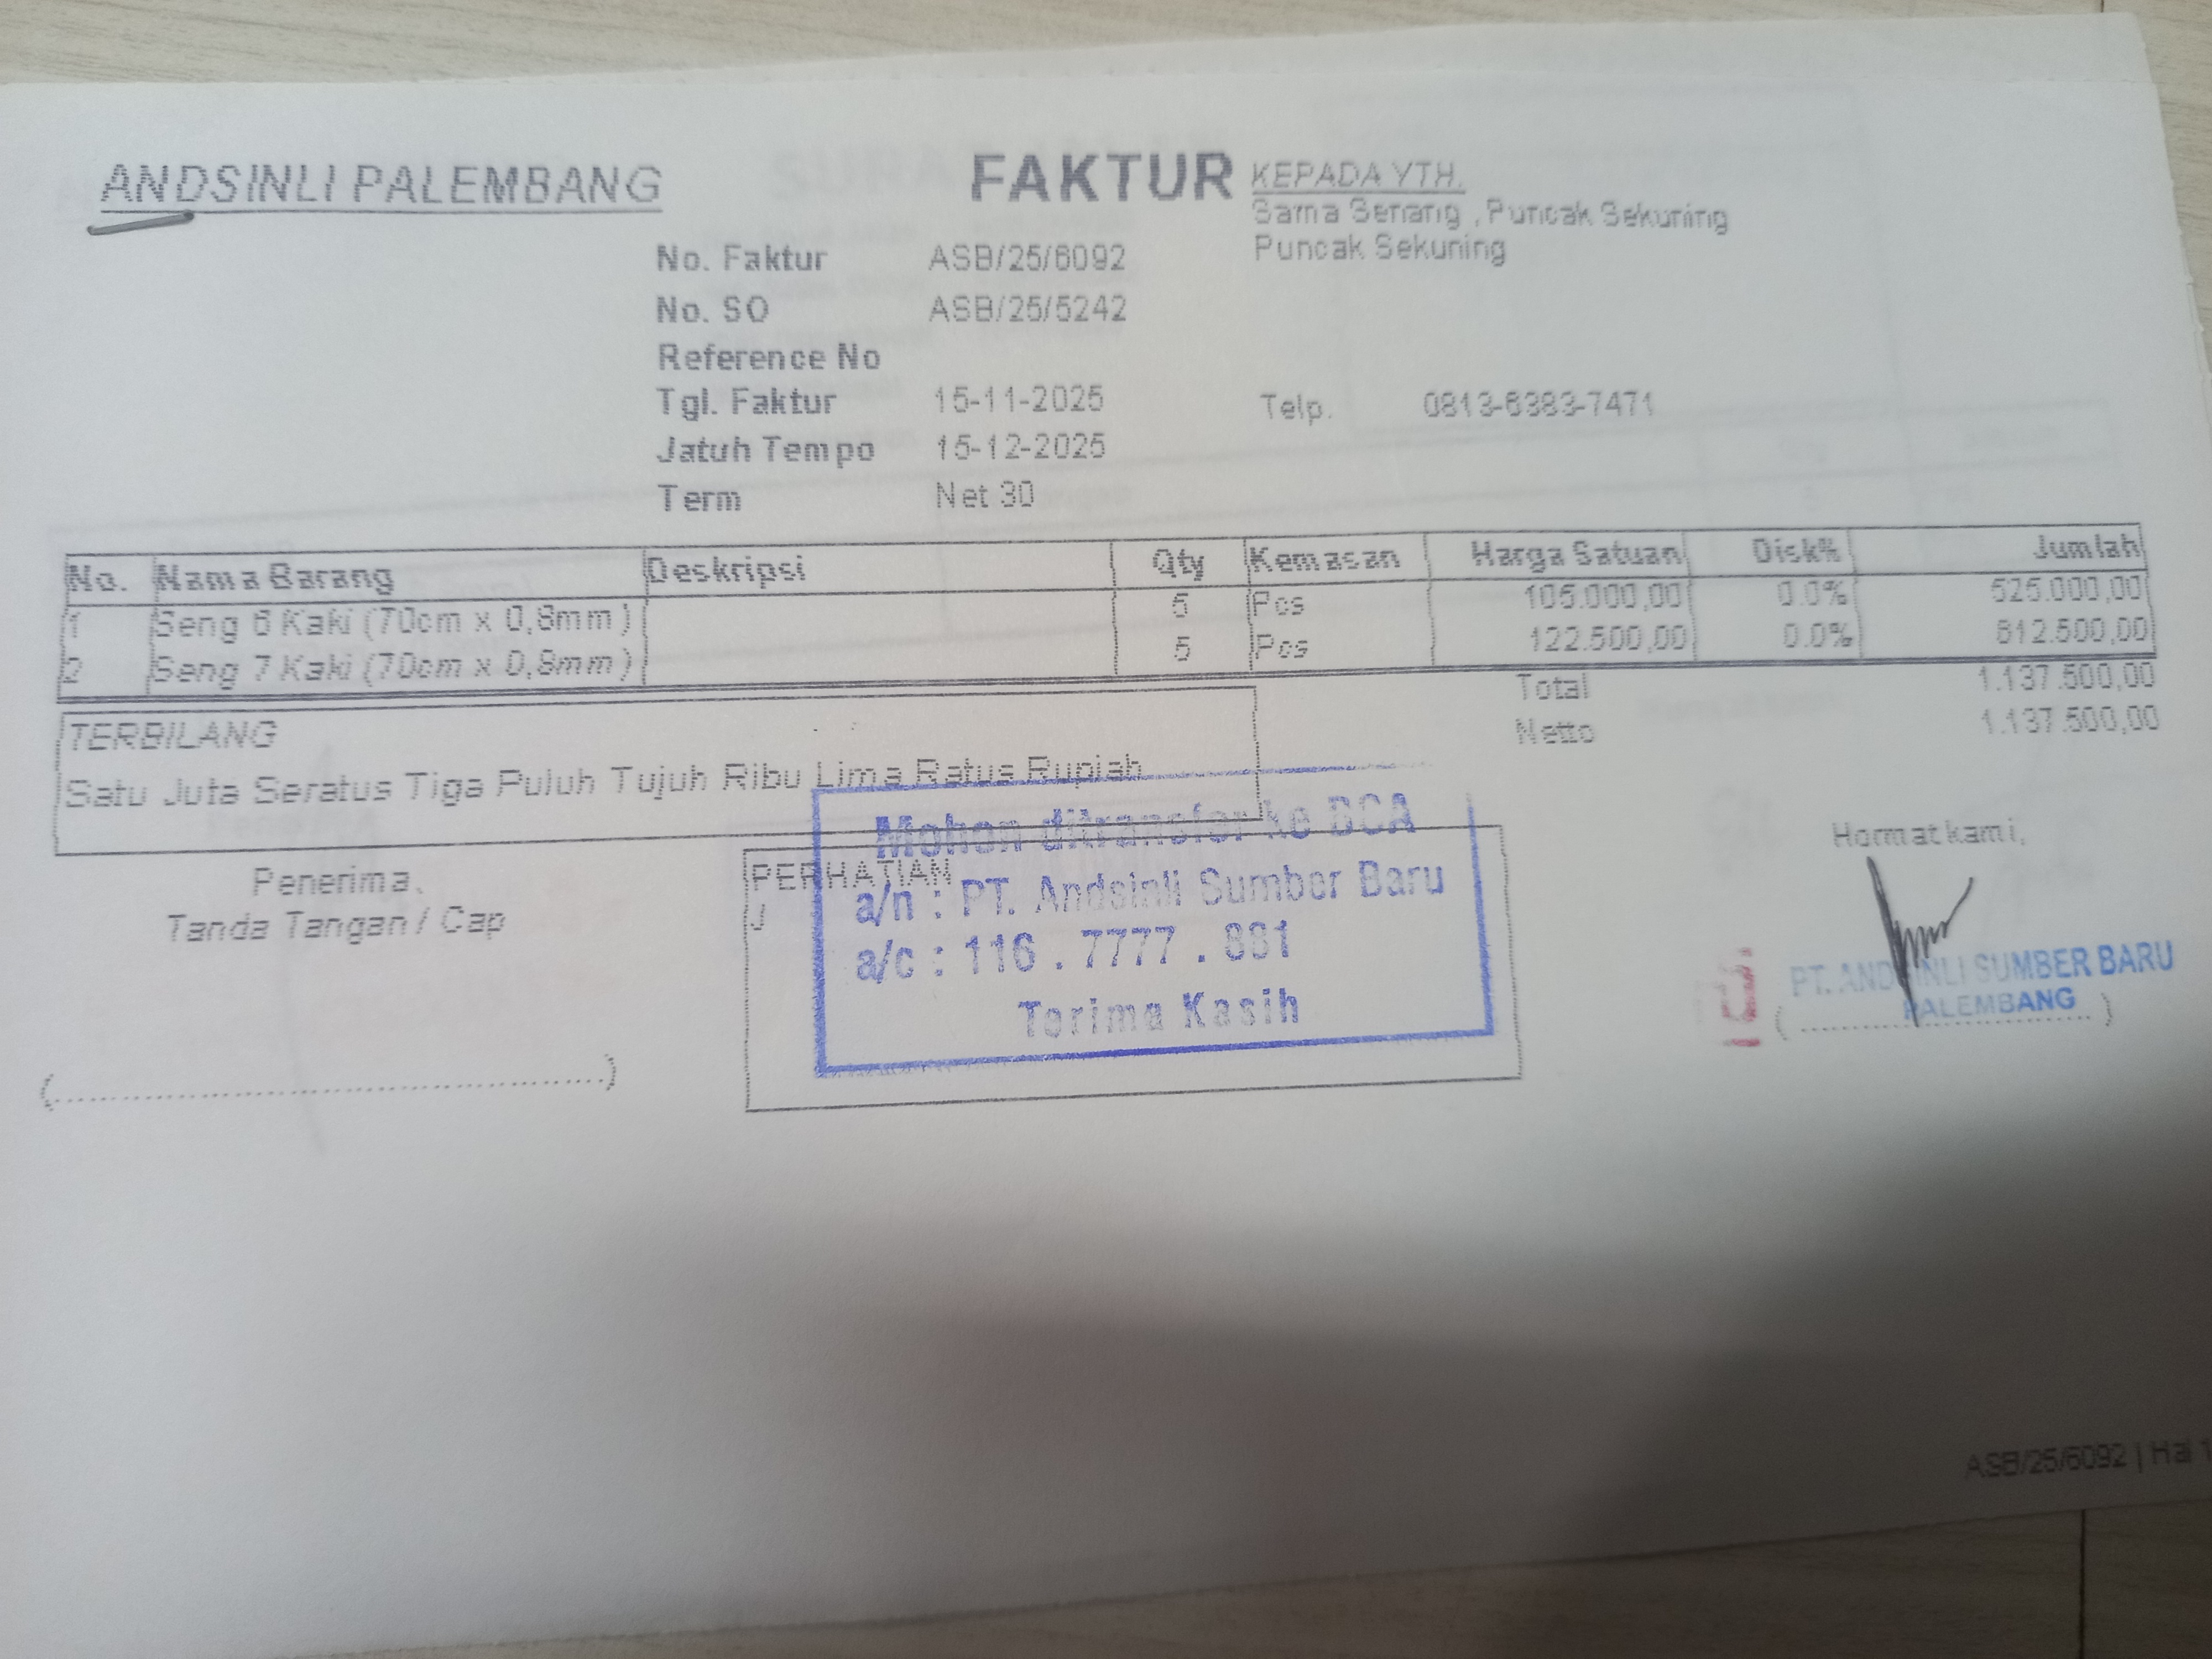 ANDSINLI PALEMBANG
FAKTUR
KEPADA YTH.
Sama Senang , Puncak Sekuning
Puncak Sekuning
No. Faktur ASB/25/6092
No. SO ASB/25/5242
Reference No
Tgl. Faktur 15-11-2025
Telp. 0813-6383-7471
Jatuh Tempo 15-12-2025
Term Net 30
No. Nama Barang Deskripsi Qty Kemasan Harga Satuan Disk% Jumlah
1 Seng 6 Kaki (70cm x 0,8mm) 5 Pcs 105.000,00 0.0% 525.000,00
2 Seng 7 Kaki (70cm x 0,8mm) 5 Pcs 122.500,00 0.0% 612.500,00
Total 1.137.500,00
Netto 1.137.500,00
TERBILANG
Satu Juta Seratus Tiga Puluh Tujuh Ribu Lima Ratus Rupiah
Penerima,
Tanda Tangan / Cap
(..............................................)
PERHATIAN
Mohon ditransfer ke BCA
a/n : PT. Andsinli Sumber Baru
a/c : 116 . 7777 . 881
Terima Kasih
Hormat kami,
PT. ANDSINLI SUMBER BARU
PALEMBANG
(..............................)
ASB/25/6092 | Hal 1